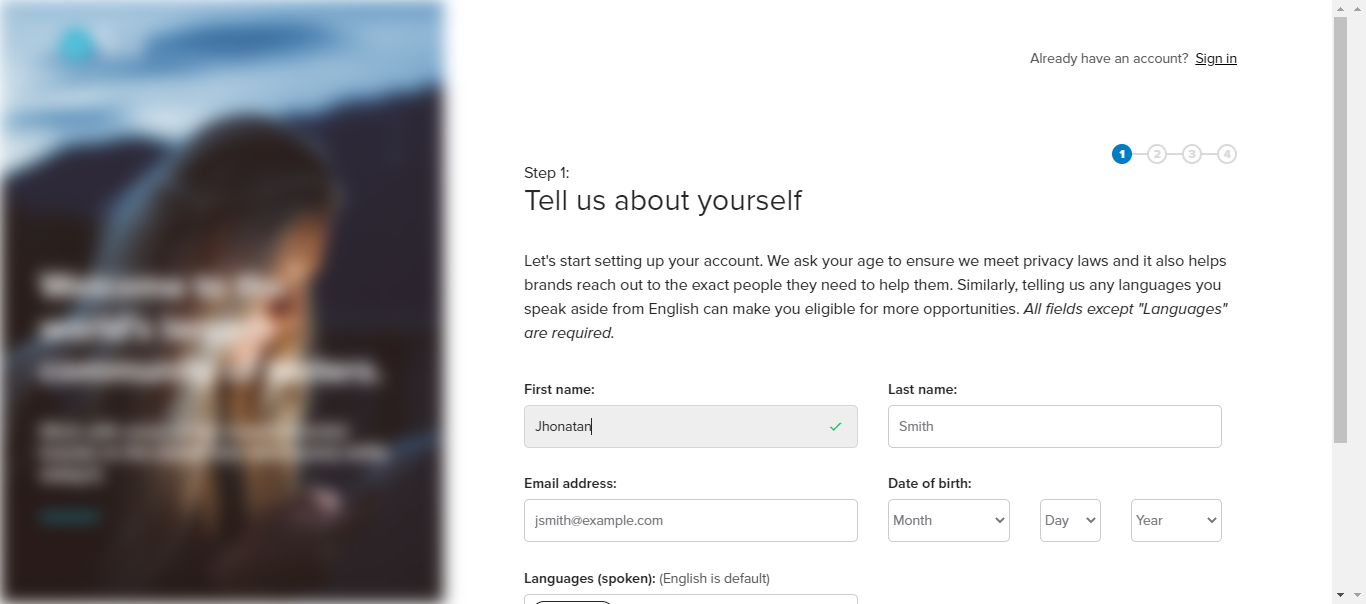 Already have an account? Sign in
1 2 3 4
Step 1:
Tell us about yourself
Let's start setting up your account. We ask your age to ensure we meet privacy laws and it also helps
brands reach out to the exact people they need to help them. Similarly, telling us any languages you
speak aside from English can make you eligible for more opportunities. All fields except "Languages"
are required.
First name: Last name:
Jhonatan Smith
Email address: Date of birth:
jsmith@example.com Month Day Year
Languages (spoken): (English is default)